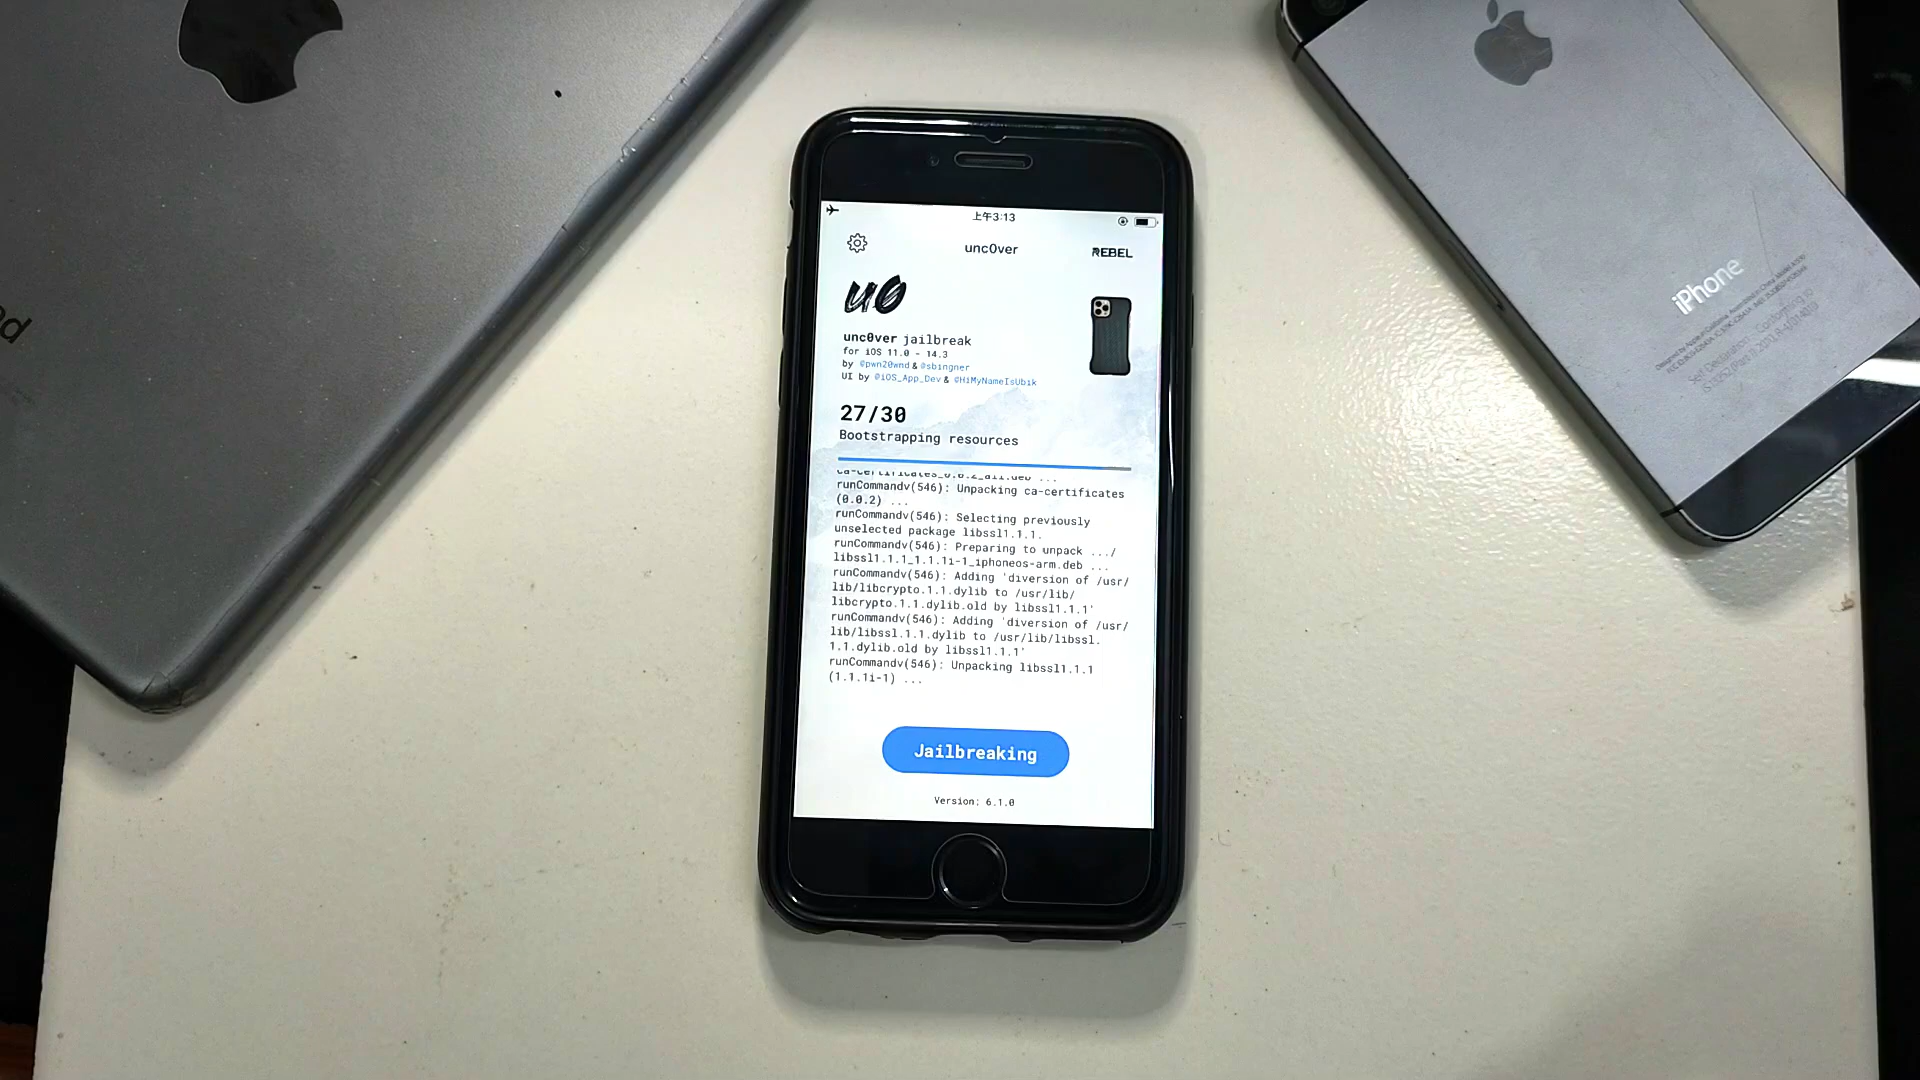 上午3:13
unc0ver
REBEL
u0
unc0ver jailbreak
for iOS 11.0 - 14.3
by @pwn20wnd & @sbingner
UI by @iOS_App_Dev & @HiMyNameIsUbik
27/30
Bootstrapping resources
ca-certificates_0.0.2_all.deb ...
runCommandv(546): Unpacking ca-certificates
(0.0.2) ...
runCommandv(546): Selecting previously
unselected package libssl1.1.1.
runCommandv(546): Preparing to unpack .../
libssl1.1.1_1.1.1i-1_iphoneos-arm.deb ...
runCommandv(546): Adding 'diversion of /usr/
lib/libcrypto.1.1.dylib to /usr/lib/
libcrypto.1.1.dylib.old by libssl1.1.1'
runCommandv(546): Adding 'diversion of /usr/
lib/libssl.1.1.dylib to /usr/lib/libssl.
1.1.dylib.old by libssl1.1.1'
runCommandv(546): Unpacking libssl1.1.1
(1.1.1i-1) ...
Jailbreaking
Version: 6.1.0
iPhone